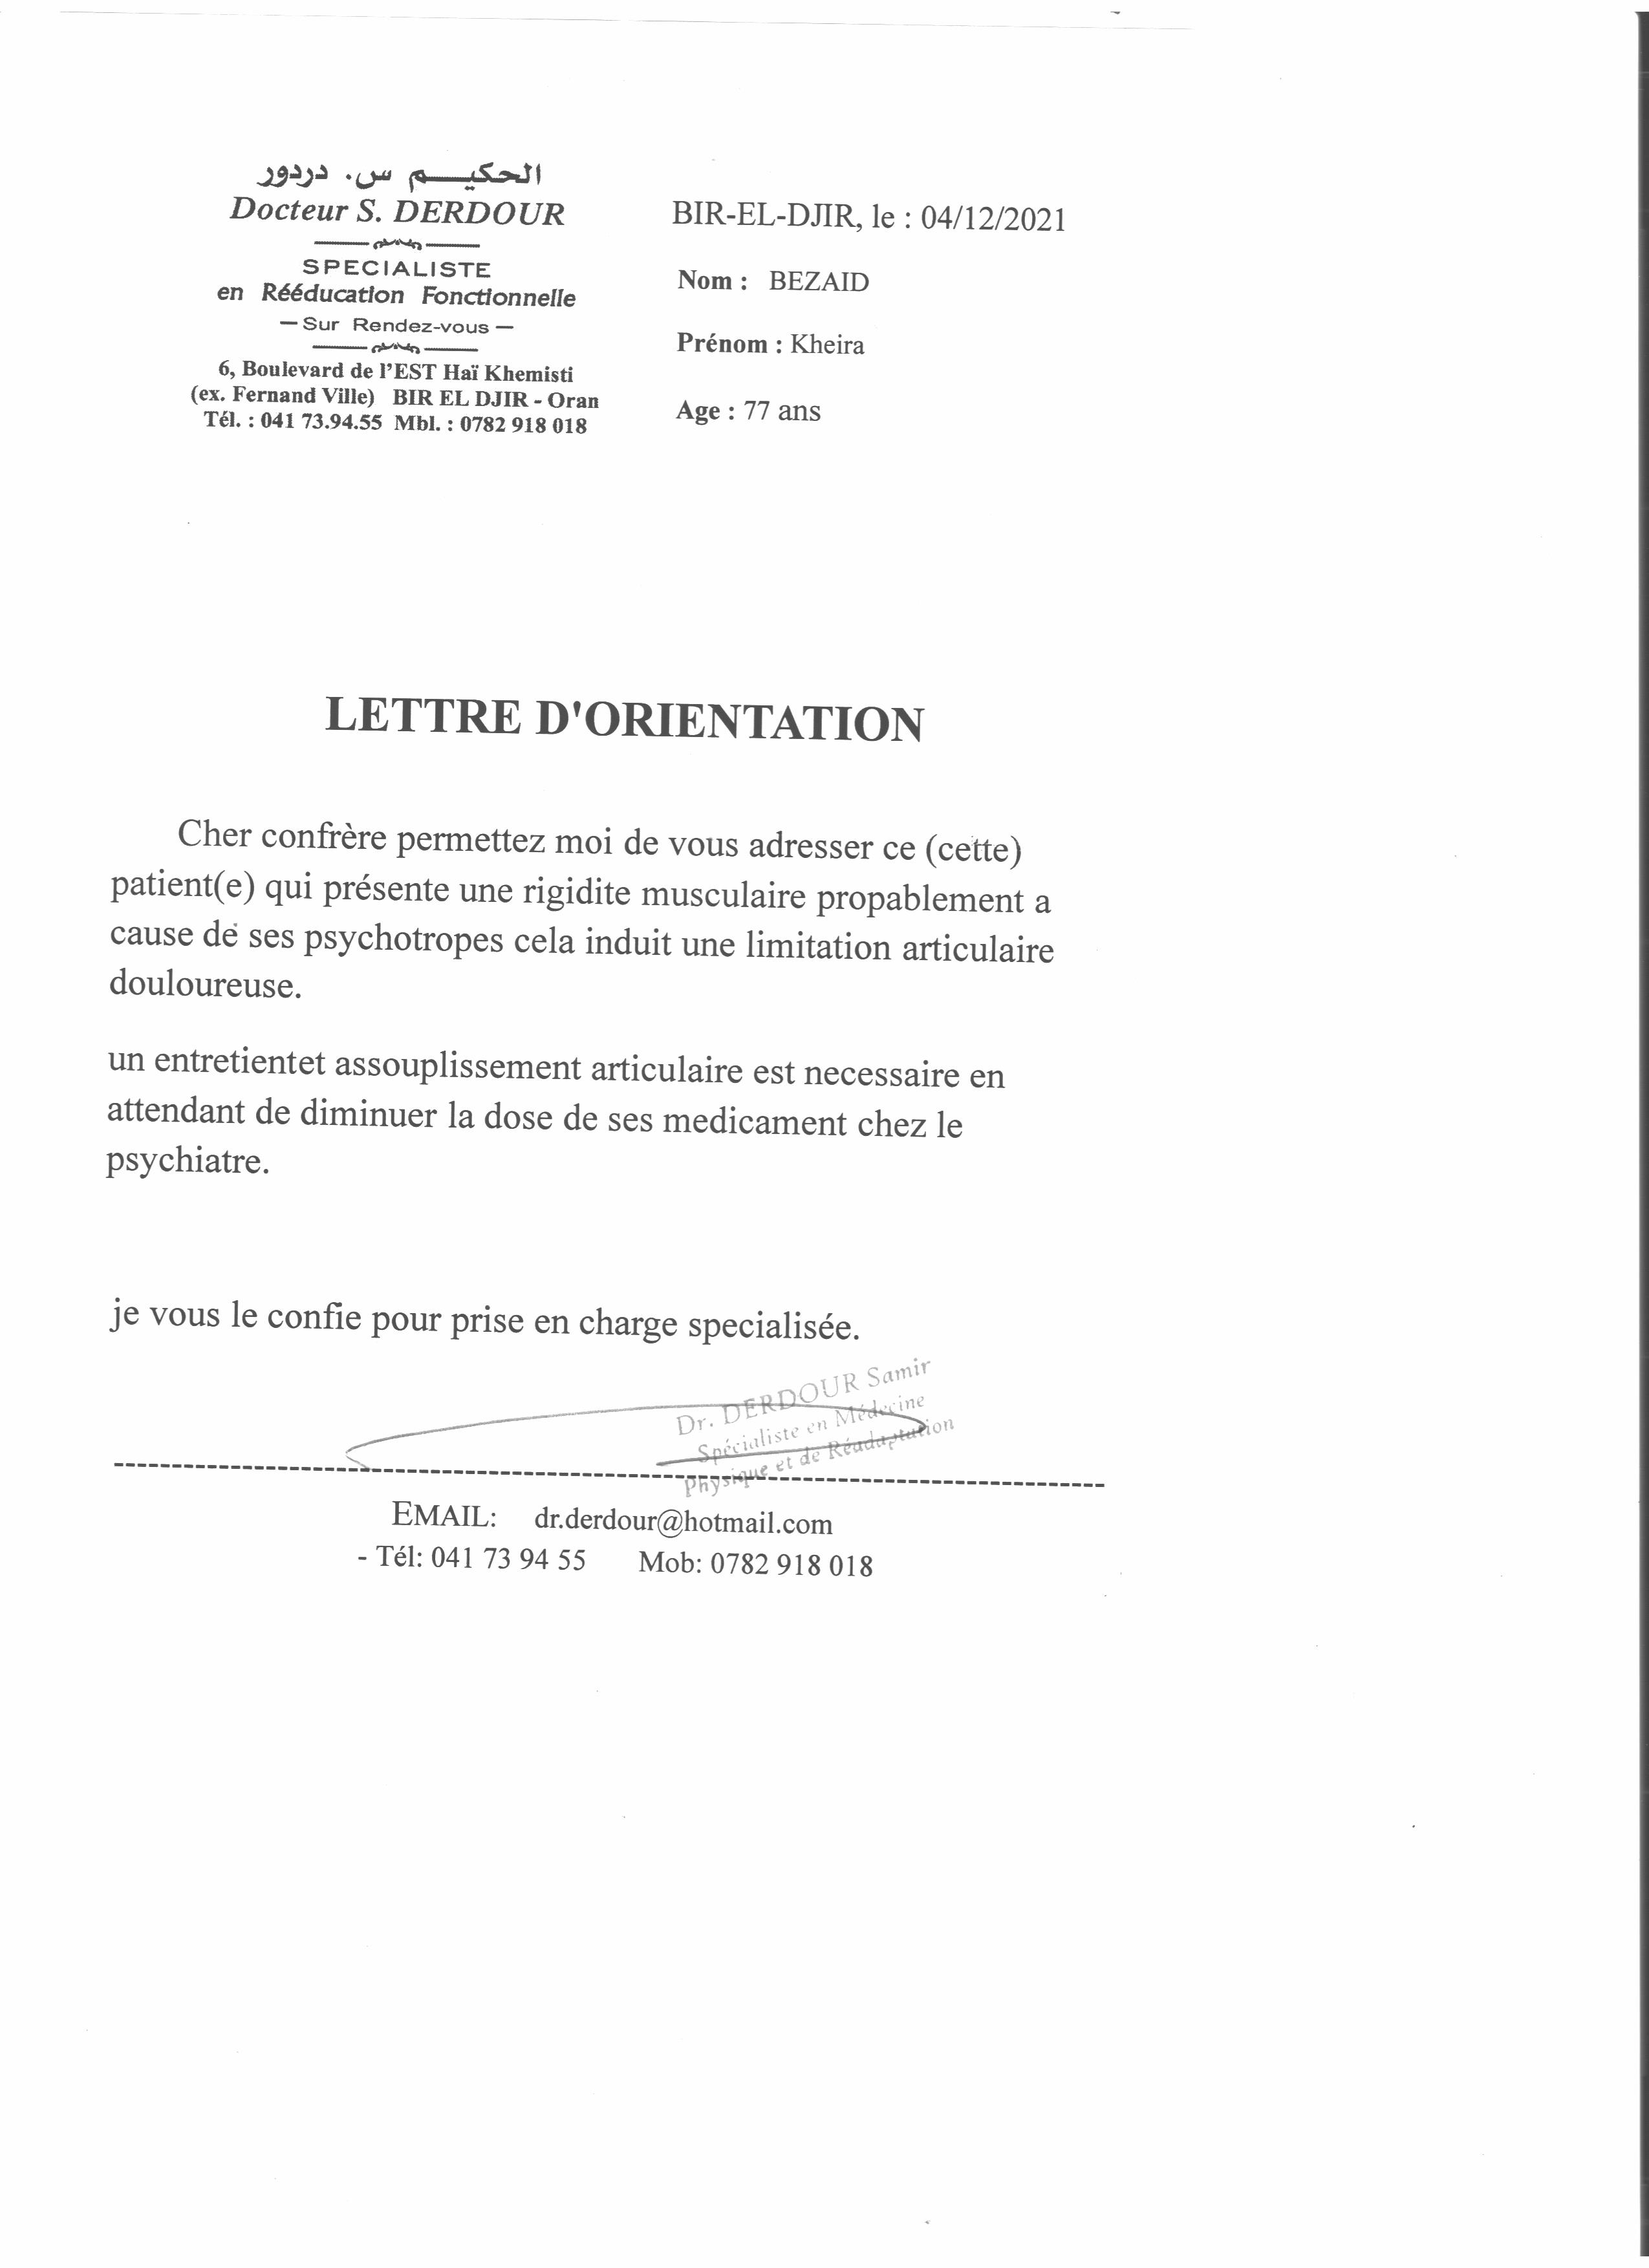 الحكيم س. دردور
Docteur S. DERDOUR
SPECIALISTE
en Rééducation Fonctionnelle
— Sur Rendez-vous —
6, Boulevard de l'EST Haï Khemisti
(ex. Fernand Ville) BIR EL DJIR - Oran
Tél. : 041 73.94.55 Mbl. : 0782 918 018
BIR-EL-DJIR, le : 04/12/2021
Nom : BEZAID
Prénom : Kheira
Age : 77 ans
LETTRE D'ORIENTATION
Cher confrère permettez moi de vous adresser ce (cette)
patient(e) qui présente une rigidite musculaire propablement a
cause de ses psychotropes cela induit une limitation articulaire
douloureuse.
un entretientet assouplissement articulaire est necessaire en
attendant de diminuer la dose de ses medicament chez le
psychiatre.
je vous le confie pour prise en charge specialisée.
Dr. DERDOUR Samir
Spécialiste en Médecine
Physique et de Réadaptation
EMAIL: dr.derdour@hotmail.com
- Tél: 041 73 94 55 Mob: 0782 918 018